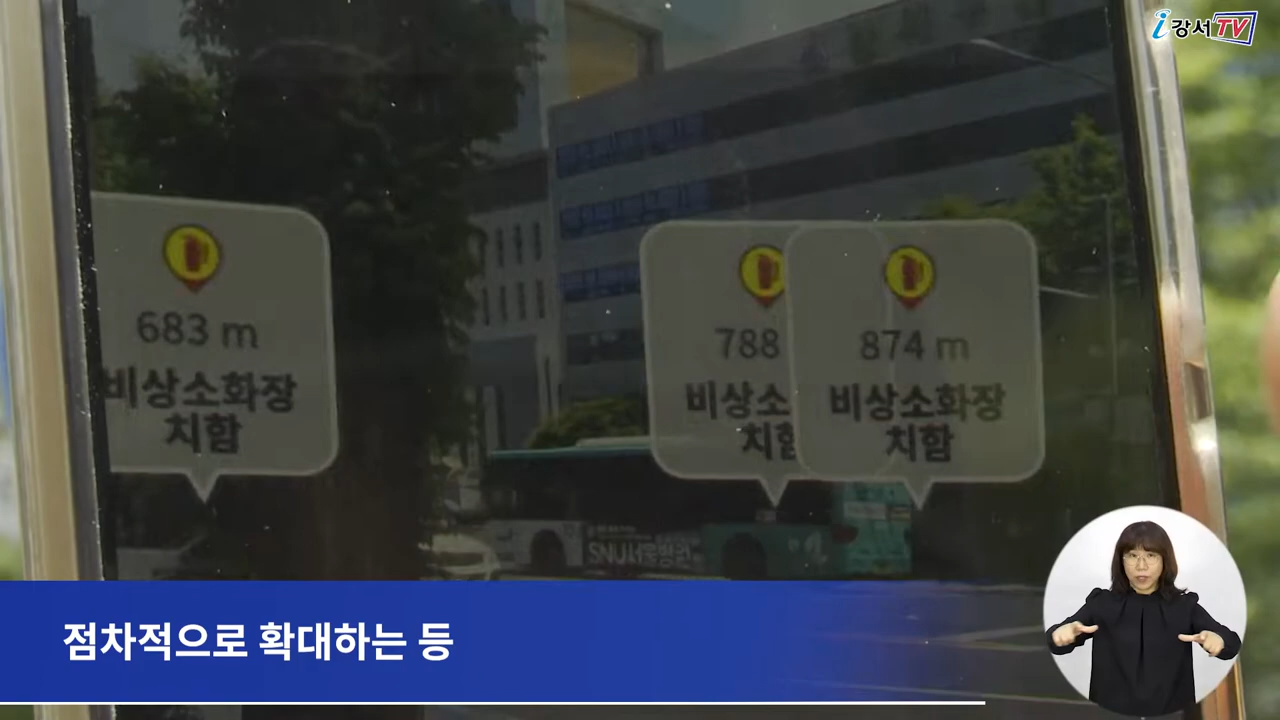 i강서TV
683 m
비상소화장
치함
788
비상소
치함
874 m
비상소화장
치함
SNU서울병원
점차적으로 확대하는 등